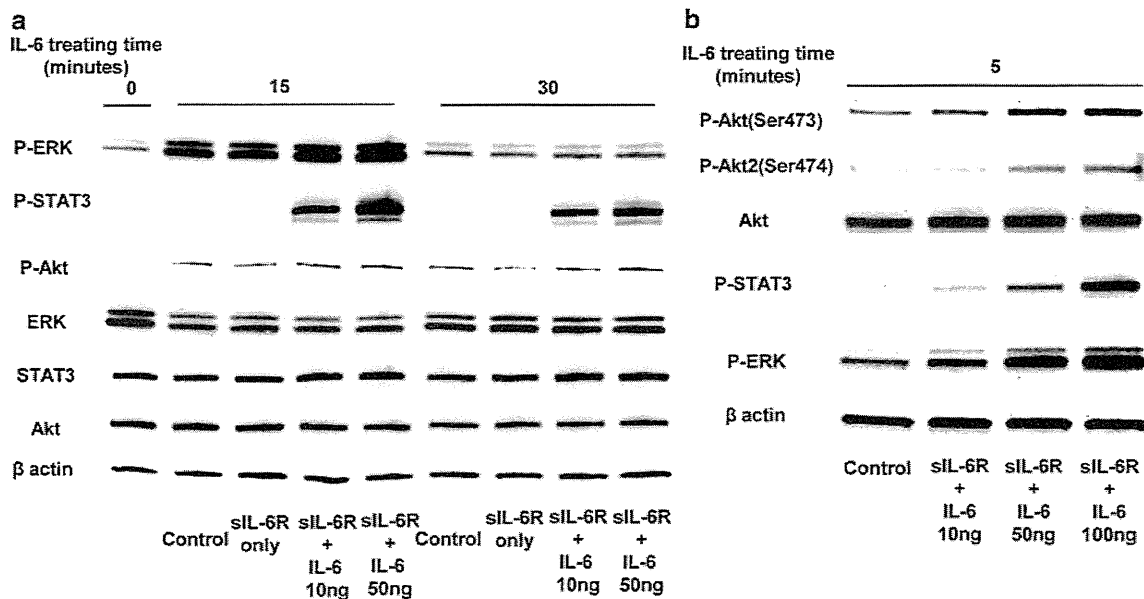 a
IL-6 treating time
(minutes)
0 15 30
P-ERK
P-STAT3
P-Akt
ERK
STAT3
Akt
β actin
Control
sIL-6R
only
sIL-6R
+
IL-6
10ng
sIL-6R
+
IL-6
50ng
Control
sIL-6R
only
sIL-6R
+
IL-6
10ng
sIL-6R
+
IL-6
50ng
b
IL-6 treating time
(minutes)
5
P-Akt(Ser473)
P-Akt2(Ser474)
Akt
P-STAT3
P-ERK
β actin
Control
sIL-6R
+
IL-6
10ng
sIL-6R
+
IL-6
50ng
sIL-6R
+
IL-6
100ng